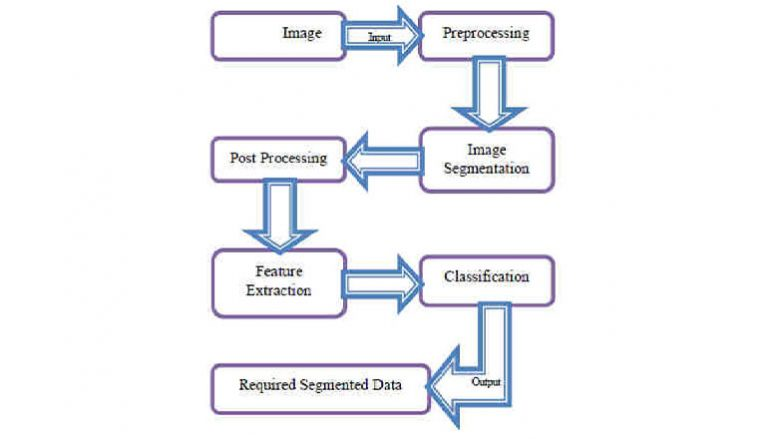 Image
Input
Preprocessing
Image
Segmentation
Post Processing
Feature
Extraction
Classification
Output
Required Segmented Data